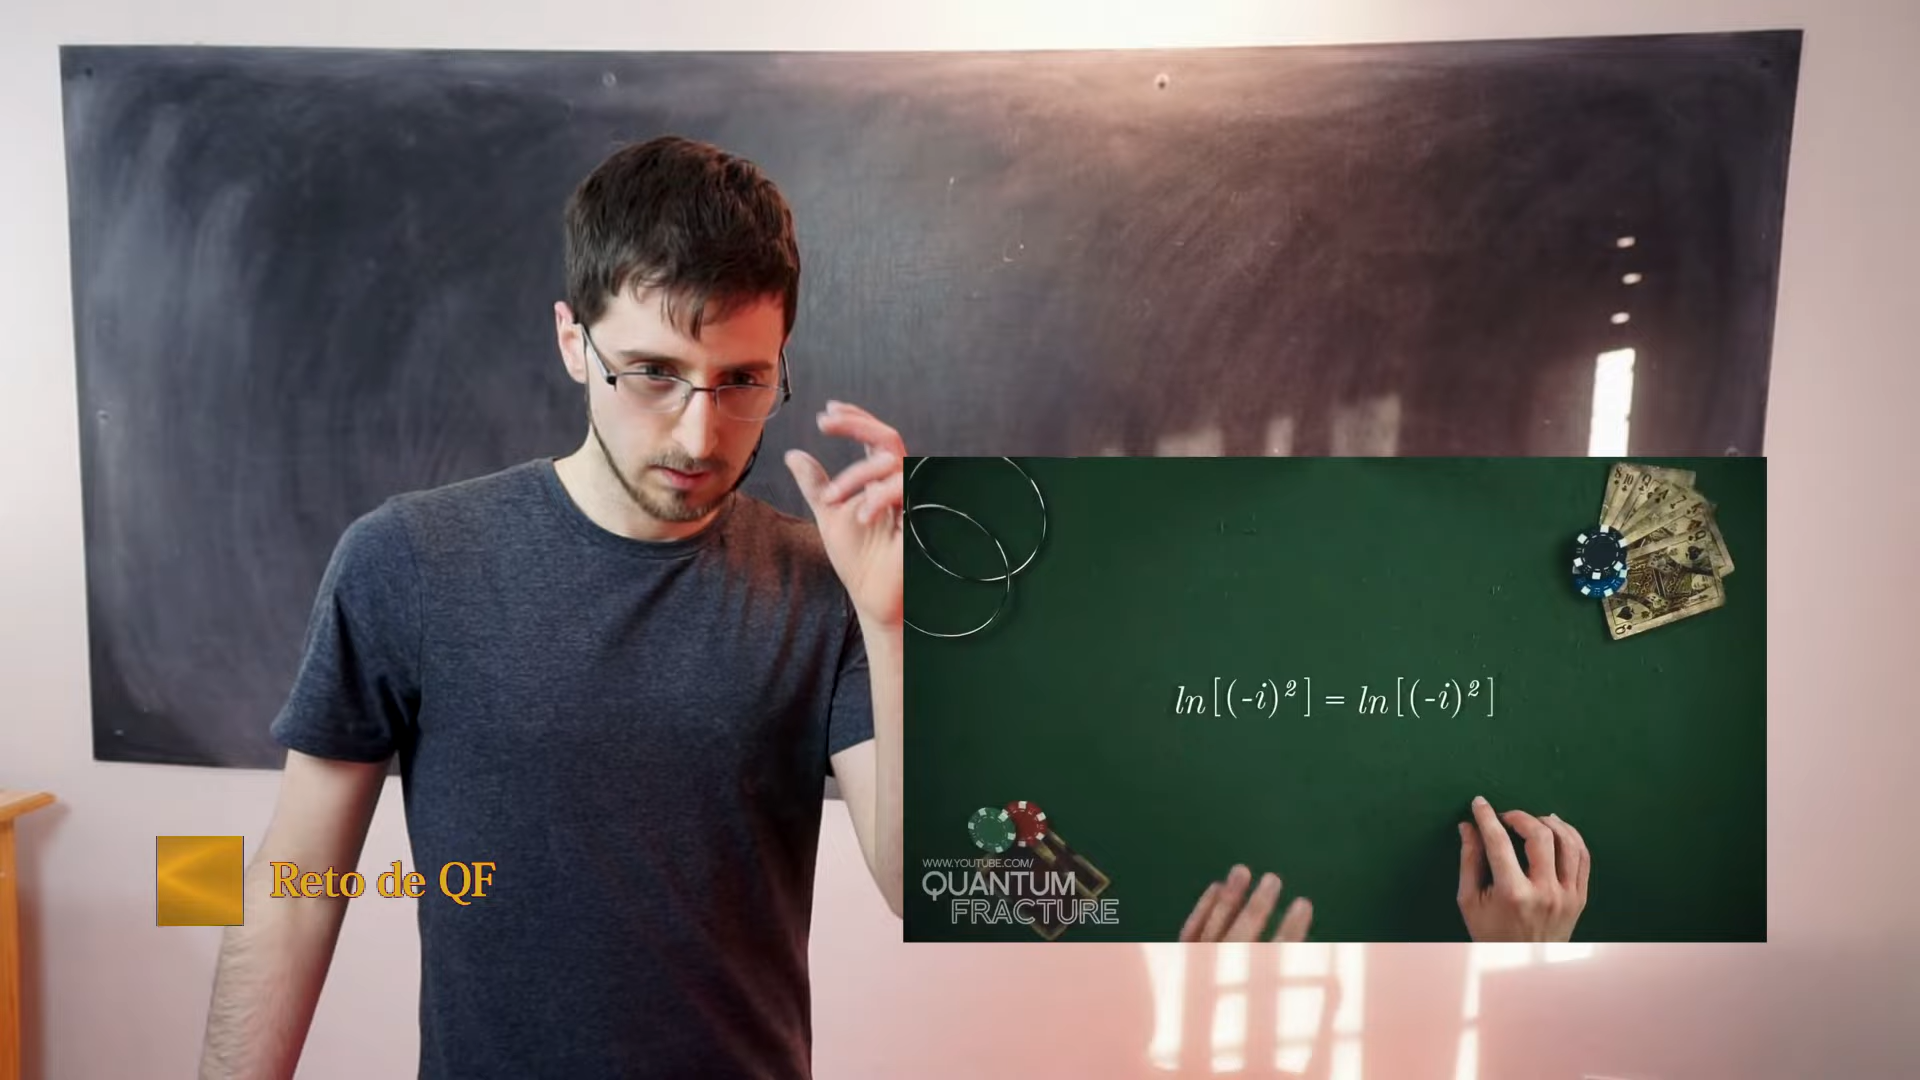 ln[(-i)²] = ln[(-i)²]
Reto de QF
WWW.YOUTUBE.COM/
QUANTUM
FRACTURE